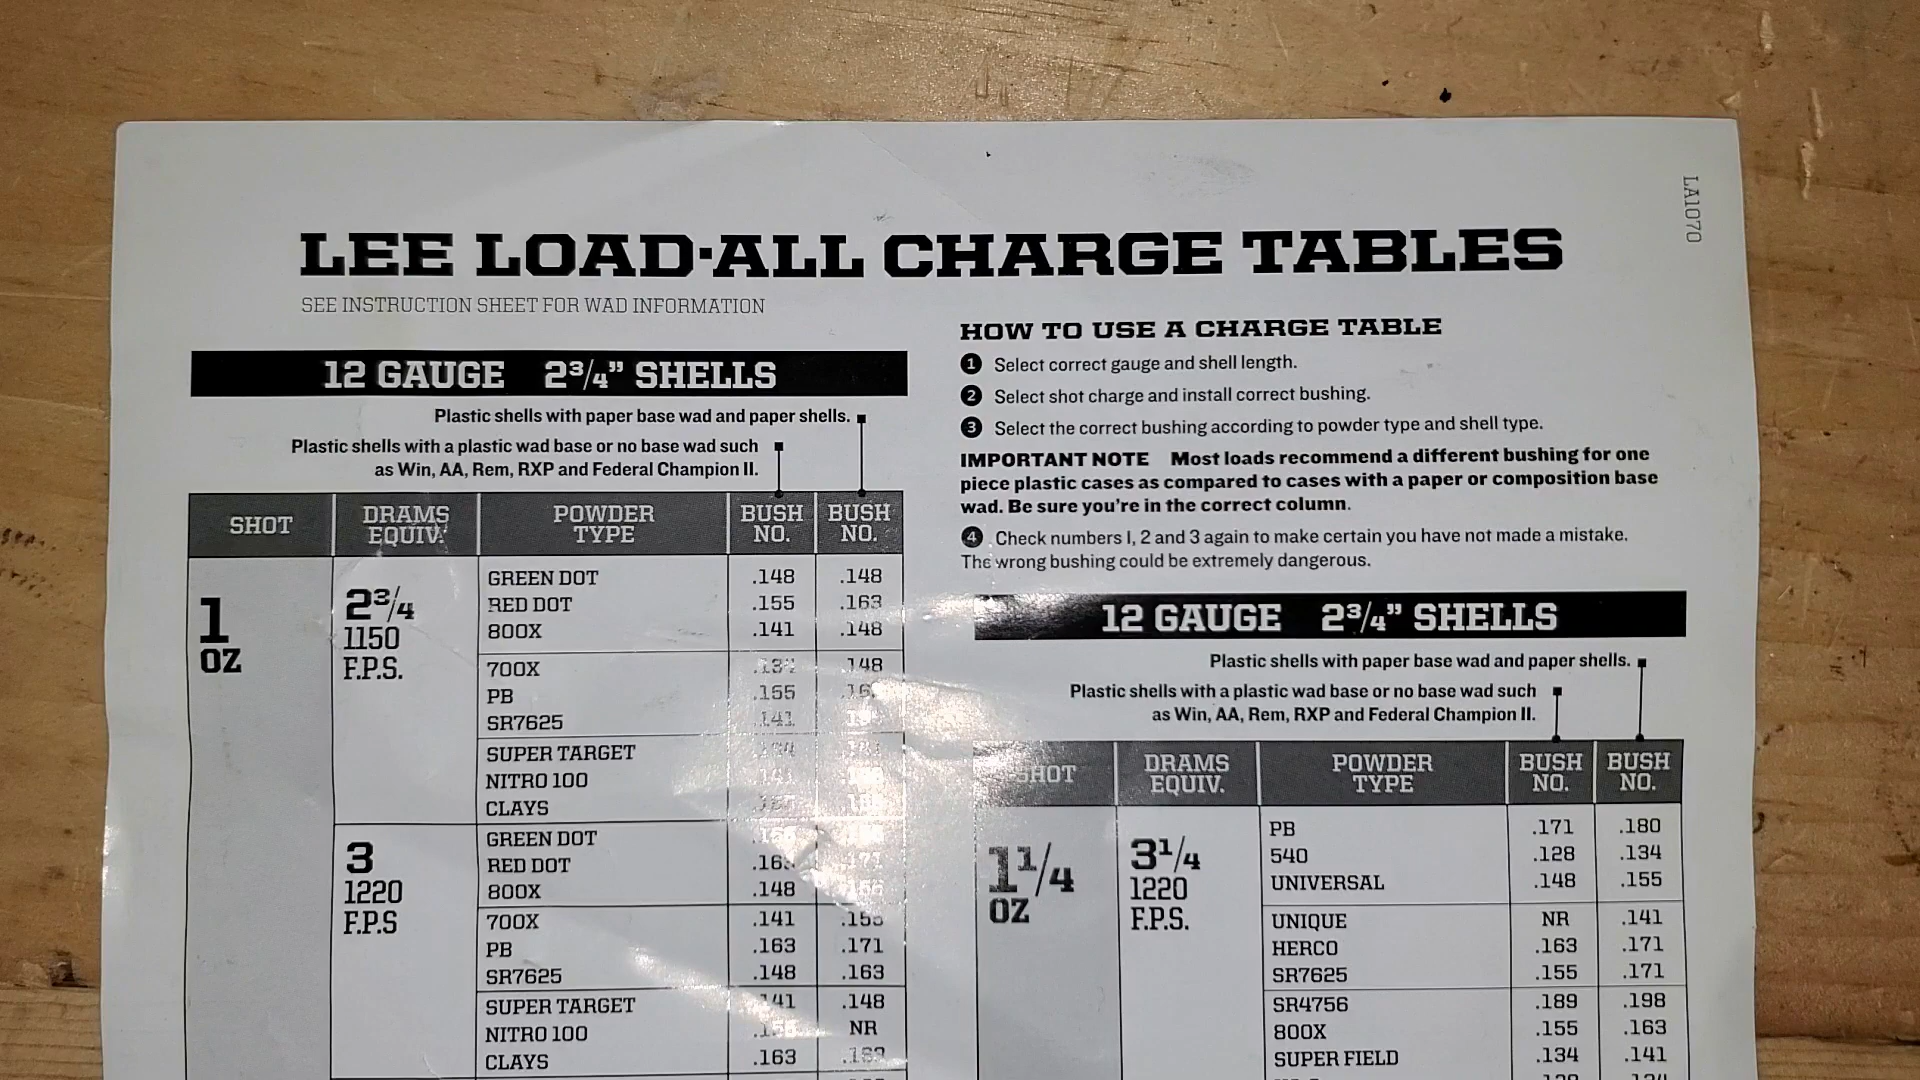 LA1070
LEE LOAD·ALL CHARGE TABLES
SEE INSTRUCTION SHEET FOR WAD INFORMATION
12 GAUGE 2¾” SHELLS
Plastic shells with paper base wad and paper shells.
Plastic shells with a plastic wad base or no base wad such
as Win, AA, Rem, RXP and Federal Champion II.
SHOT DRAMS EQUIV. POWDER TYPE BUSH NO. BUSH NO.
1 OZ
2¾ 1150 F.P.S.
GREEN DOT .148 .148
RED DOT .155 .163
800X .141 .148
700X .148
PB .155
SR7625 .141
SUPER TARGET
NITRO 100
CLAYS
3 1220 F.P.S
GREEN DOT
RED DOT
800X .148
700X .141
PB .163 .171
SR7625 .148 .163
SUPER TARGET .141 .148
NITRO 100 NR
CLAYS .163
HOW TO USE A CHARGE TABLE
1 Select correct gauge and shell length.
2 Select shot charge and install correct bushing.
3 Select the correct bushing according to powder type and shell type.
IMPORTANT NOTE Most loads recommend a different bushing for one
piece plastic cases as compared to cases with a paper or composition base
wad. Be sure you’re in the correct column.
4 Check numbers 1, 2 and 3 again to make certain you have not made a mistake.
The wrong bushing could be extremely dangerous.
12 GAUGE 2¾” SHELLS
Plastic shells with paper base wad and paper shells.
Plastic shells with a plastic wad base or no base wad such
as Win, AA, Rem, RXP and Federal Champion II.
SHOT DRAMS EQUIV. POWDER TYPE BUSH NO. BUSH NO.
1¼ OZ
3¼ 1220 F.P.S.
PB .171 .180
540 .128 .134
UNIVERSAL .148 .155
UNIQUE NR .141
HERCO .163 .171
SR7625 .155 .171
SR4756 .189 .198
800X .155 .163
SUPER FIELD .134 .141